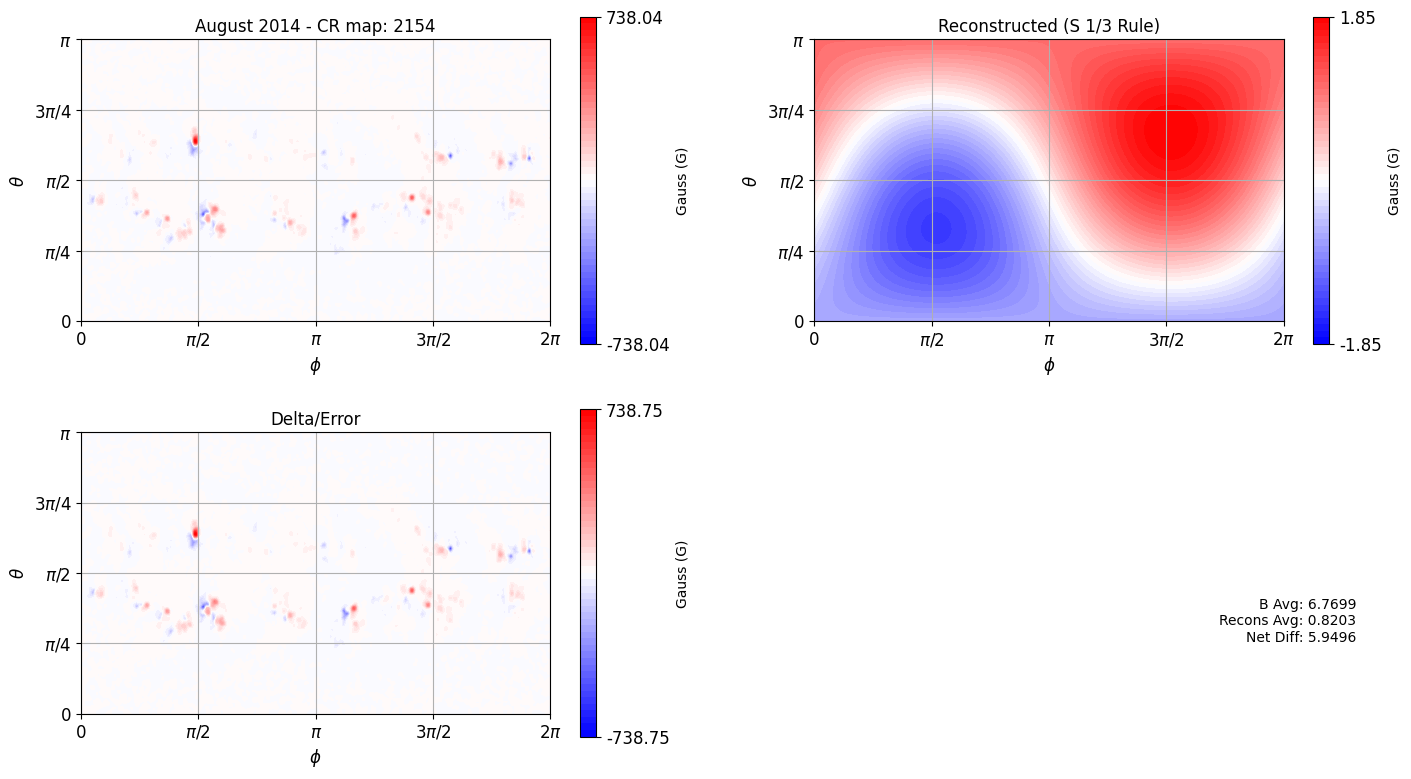 August 2014 - CR map: 2154
π
3π/4
π/2
π/4
0
θ
0
π/2
π
3π/2
2π
ϕ
738.04
-738.04
Gauss (G)
Reconstructed (S 1/3 Rule)
π
3π/4
π/2
π/4
0
θ
0
π/2
π
3π/2
2π
ϕ
1.85
-1.85
Gauss (G)
Delta/Error
π
3π/4
π/2
π/4
0
θ
0
π/2
π
3π/2
2π
ϕ
738.75
-738.75
Gauss (G)
B Avg: 6.7699
Recons Avg: 0.8203
Net Diff: 5.9496